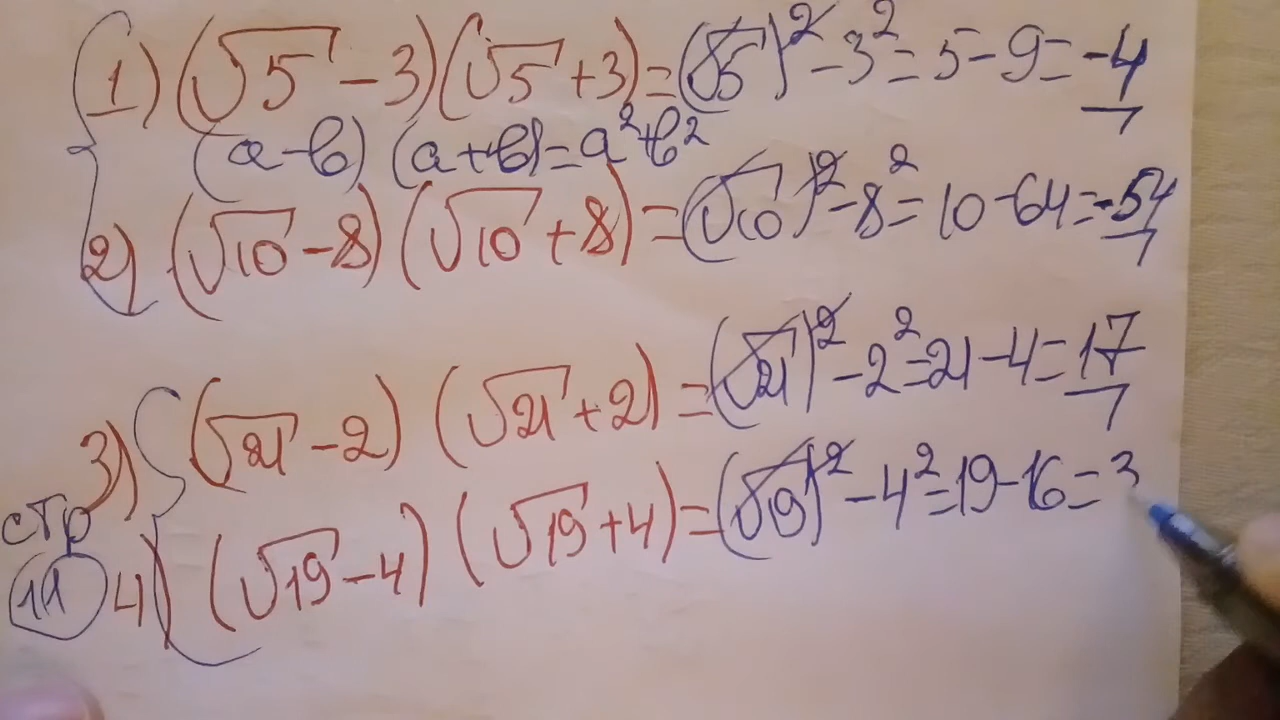 1) (√5 - 3)(√5 + 3) = (√5)² - 3² = 5 - 9 = -4
(a - b) (a + b) = a² + b²
2) (√10 - 8) (√10 + 8) = (√10)² - 8² = 10 - 64 = -54
3) (√21 - 2) (√21 + 2) = (√21)² - 2² = 21 - 4 = 17
стр
11 4) (√19 - 4) (√19 + 4) = (√19)² - 4² = 19 - 16 = 3